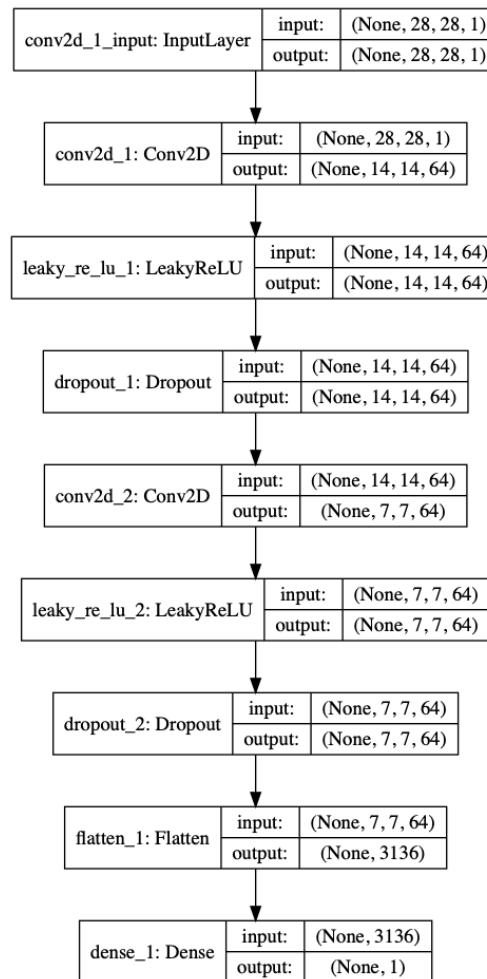 conv2d_1_input: InputLayer
input: (None, 28, 28, 1)
output: (None, 28, 28, 1)
conv2d_1: Conv2D
input: (None, 28, 28, 1)
output: (None, 14, 14, 64)
leaky_re_lu_1: LeakyReLU
input: (None, 14, 14, 64)
output: (None, 14, 14, 64)
dropout_1: Dropout
input: (None, 14, 14, 64)
output: (None, 14, 14, 64)
conv2d_2: Conv2D
input: (None, 14, 14, 64)
output: (None, 7, 7, 64)
leaky_re_lu_2: LeakyReLU
input: (None, 7, 7, 64)
output: (None, 7, 7, 64)
dropout_2: Dropout
input: (None, 7, 7, 64)
output: (None, 7, 7, 64)
flatten_1: Flatten
input: (None, 7, 7, 64)
output: (None, 3136)
dense_1: Dense
input: (None, 3136)
output: (None, 1)